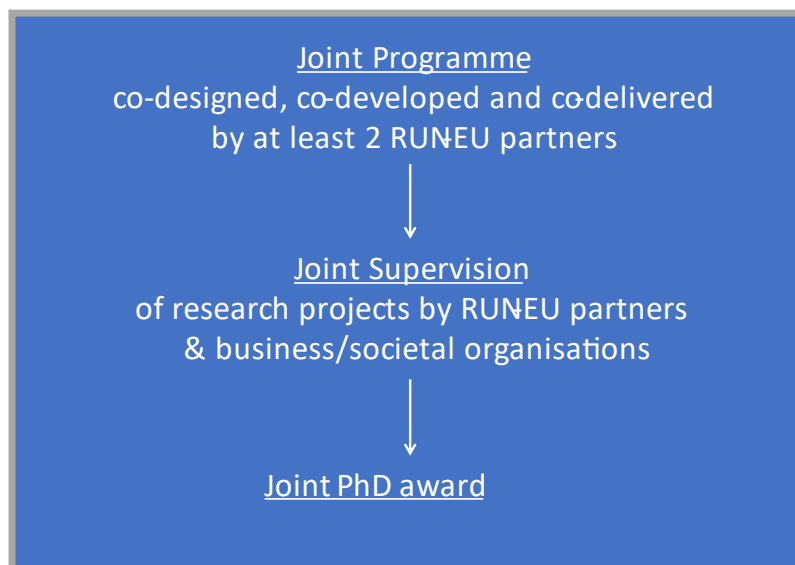 Joint Programme
co-designed, co-developed and co-delivered
by at least 2 RUN-EU partners
Joint Supervision
of research projects by RUN-EU partners
& business/societal organisations
Joint PhD award